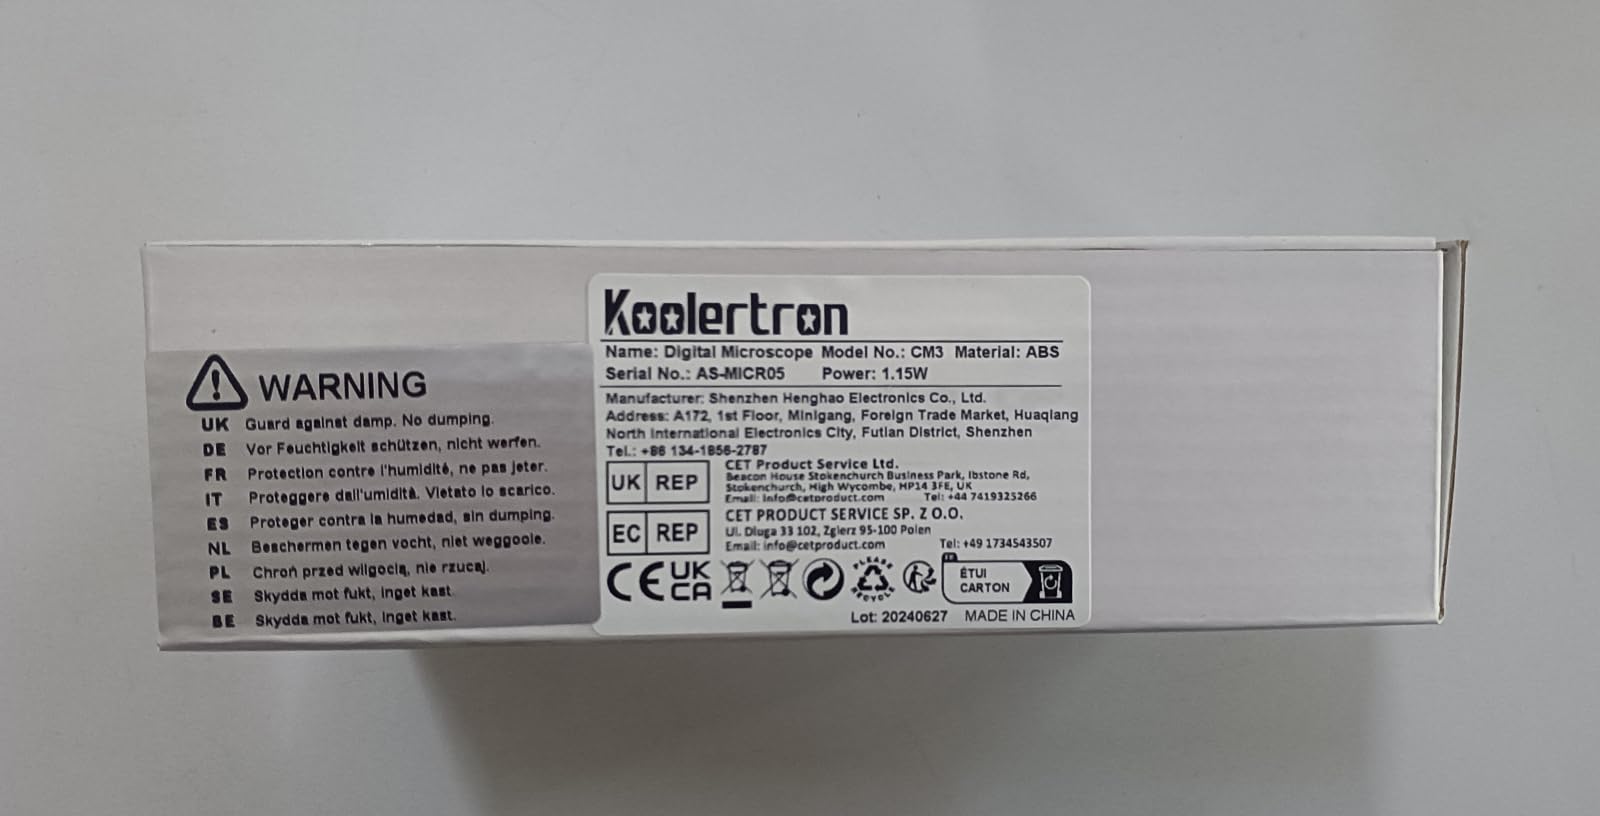 WARNING
UK Guard against damp. No dumping.
DE Vor Feuchtigkeit schützen, nicht werfen.
FR Protection contre l'humidité, ne pas jeter.
IT Proteggere dall'umidità. Vietato lo scarico.
ES Proteger contra la humedad, sin dumping.
NL Beschermen tegen vocht, niet weggooie.
PL Chroń przed wilgocią, nie rzucaj.
SE Skydda mot fukt, inget kast.
BE Skydda mot fukt, inget kast.
Koolertron
Name: Digital Microscope Model No.: CM3 Material: ABS
Serial No.: AS-MICR05 Power: 1.15W
Manufacturer: Shenzhen Henghao Electronics Co., Ltd.
Address: A172, 1st Floor, Minigang, Foreign Trade Market, Huaqiang
North International Electronics City, Futian District, Shenzhen
Tel.: +86 134-1856-2787
UK REP
CET Product Service Ltd.
Beacon House Stokenchurch Business Park, Ibstone Rd,
Stokenchurch, High Wycombe, HP14 3FE, UK
Email: info@cetproduct.com Tel: +44 7419325266
EC REP
CET PRODUCT SERVICE SP. Z O.O.
Ul. Dluga 33 102, Zgierz 95-100 Polen
Email: info@cetproduct.com Tel: +49 1734543507
CE UK CA
PLEASE RECYCLE
FR
ÉTUI
CARTON
Lot: 20240627 MADE IN CHINA